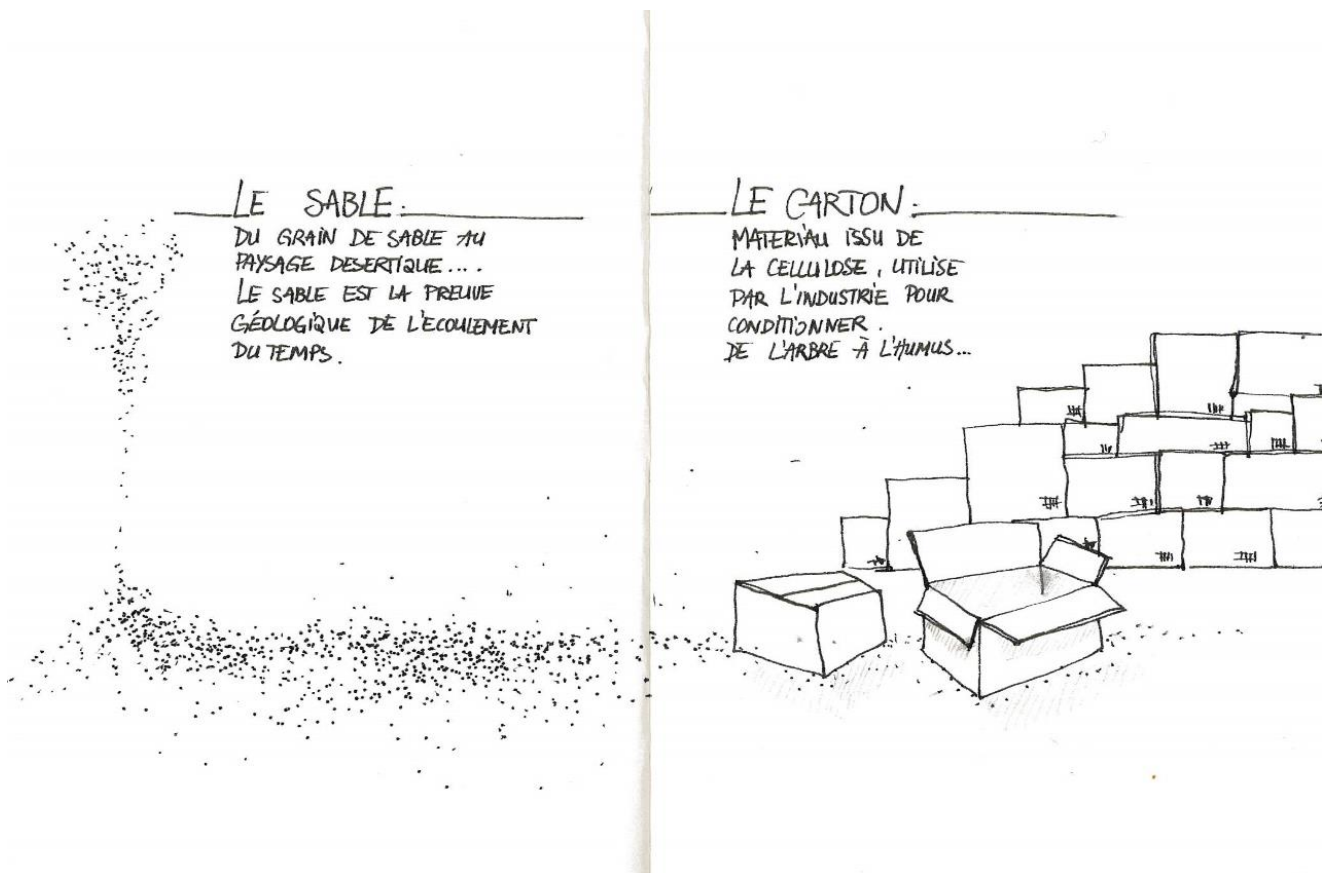 LE SABLE:
DU GRAIN DE SABLE AU
PAYSAGE DESERTIQUE....
LE SABLE EST LA PREUVE
GÉOLOGIQUE DE L'ECOULEMENT
DU TEMPS.
LE CARTON:
MATERIAU ISSU DE
LA CELLULOSE, UTILISE
PAR L'INDUSTRIE POUR
CONDITIONNER.
DE L'ARBRE À L'HUMUS...